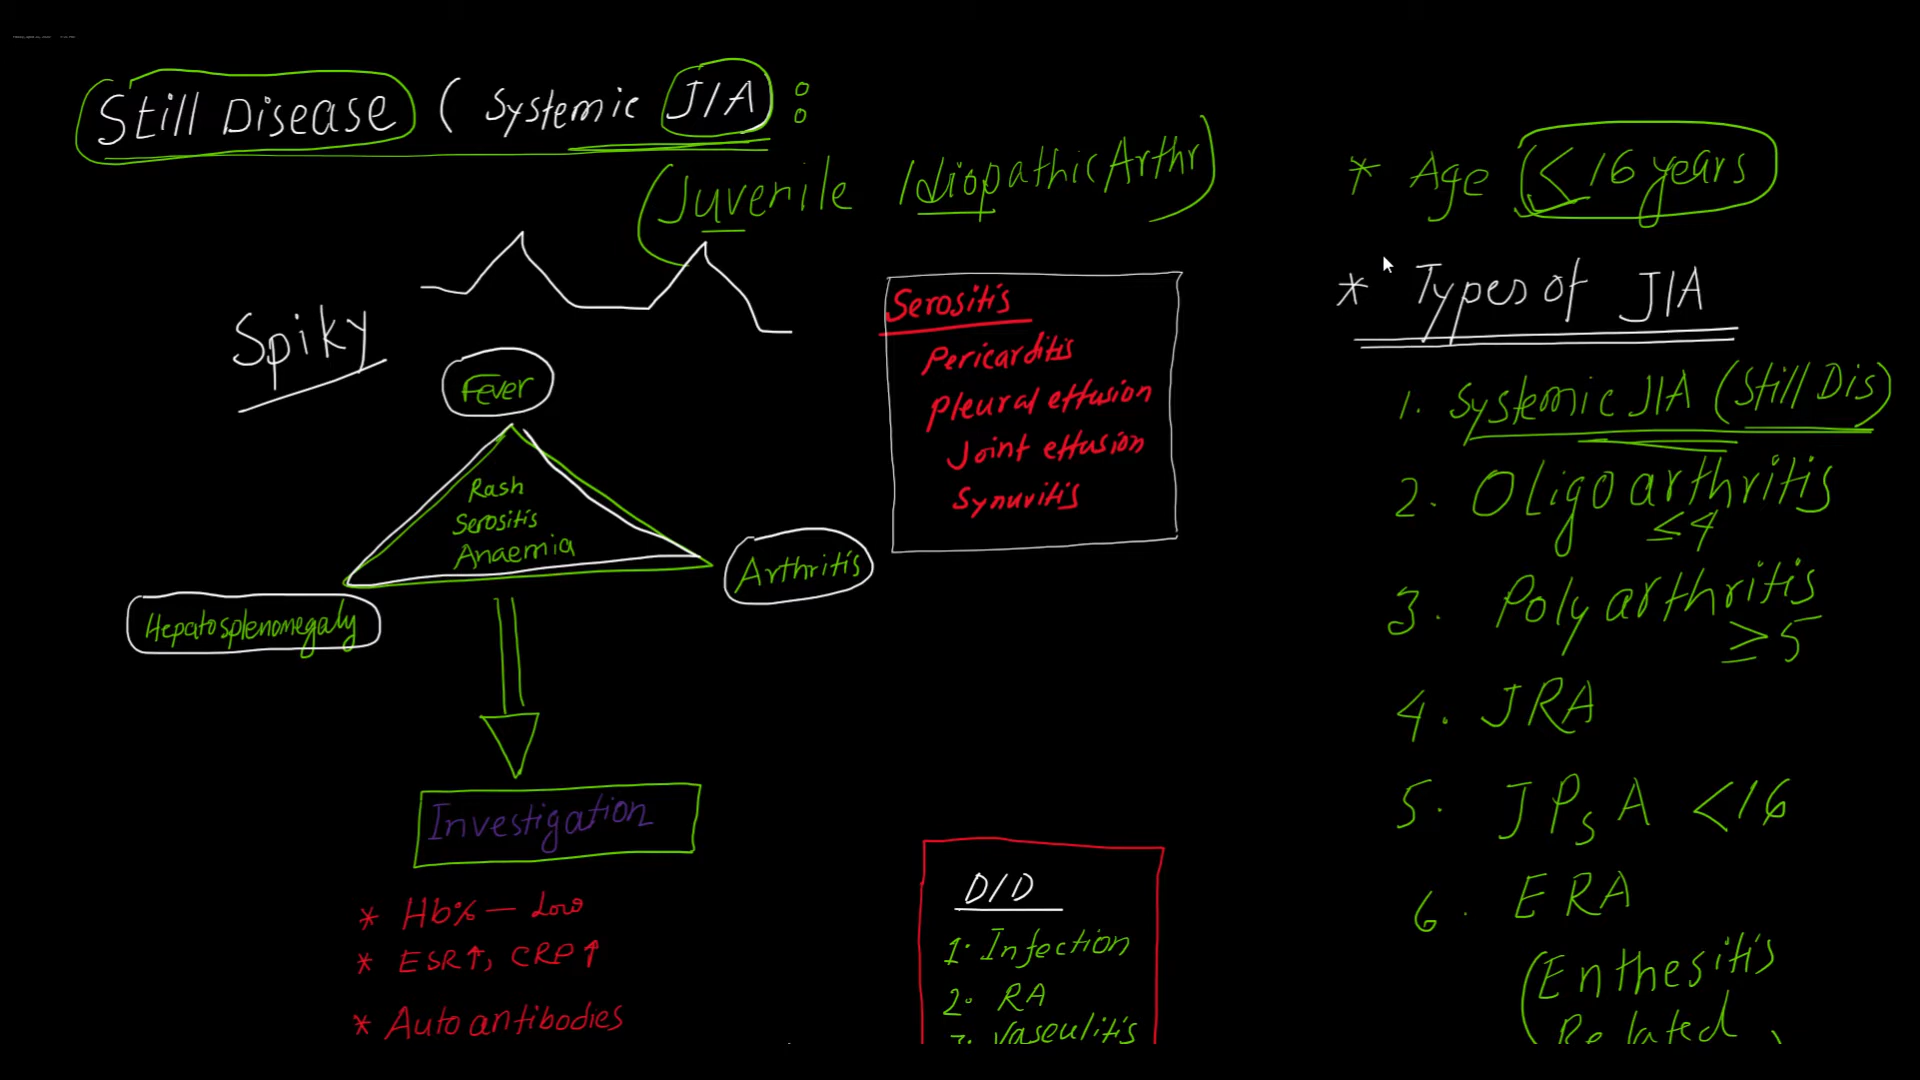 Still Disease ( Systemic JIA :
(Juvenile Idiopathic Arthr)
Spiky
Fever
Rash
Serositis
Anaemia
Hepatosplenomegaly
Arthritis
Investigation
* Hb% — Low
* ESR↑, CRP↑
* Autoantibodies
Serositis
Pericarditis
Pleural effusion
Joint effusion
Synuvitis
D/D
1. Infection
2. RA
3. Vasculitis
* Age (< 16 years
* Types of JIA
1. Systemic JIA (Still Dis)
2. Oligoarthritis
≤4
3. Polyarthritis
≥5
4. JRA
5. JPsA <16
6. ERA
(Enthesitis
Related